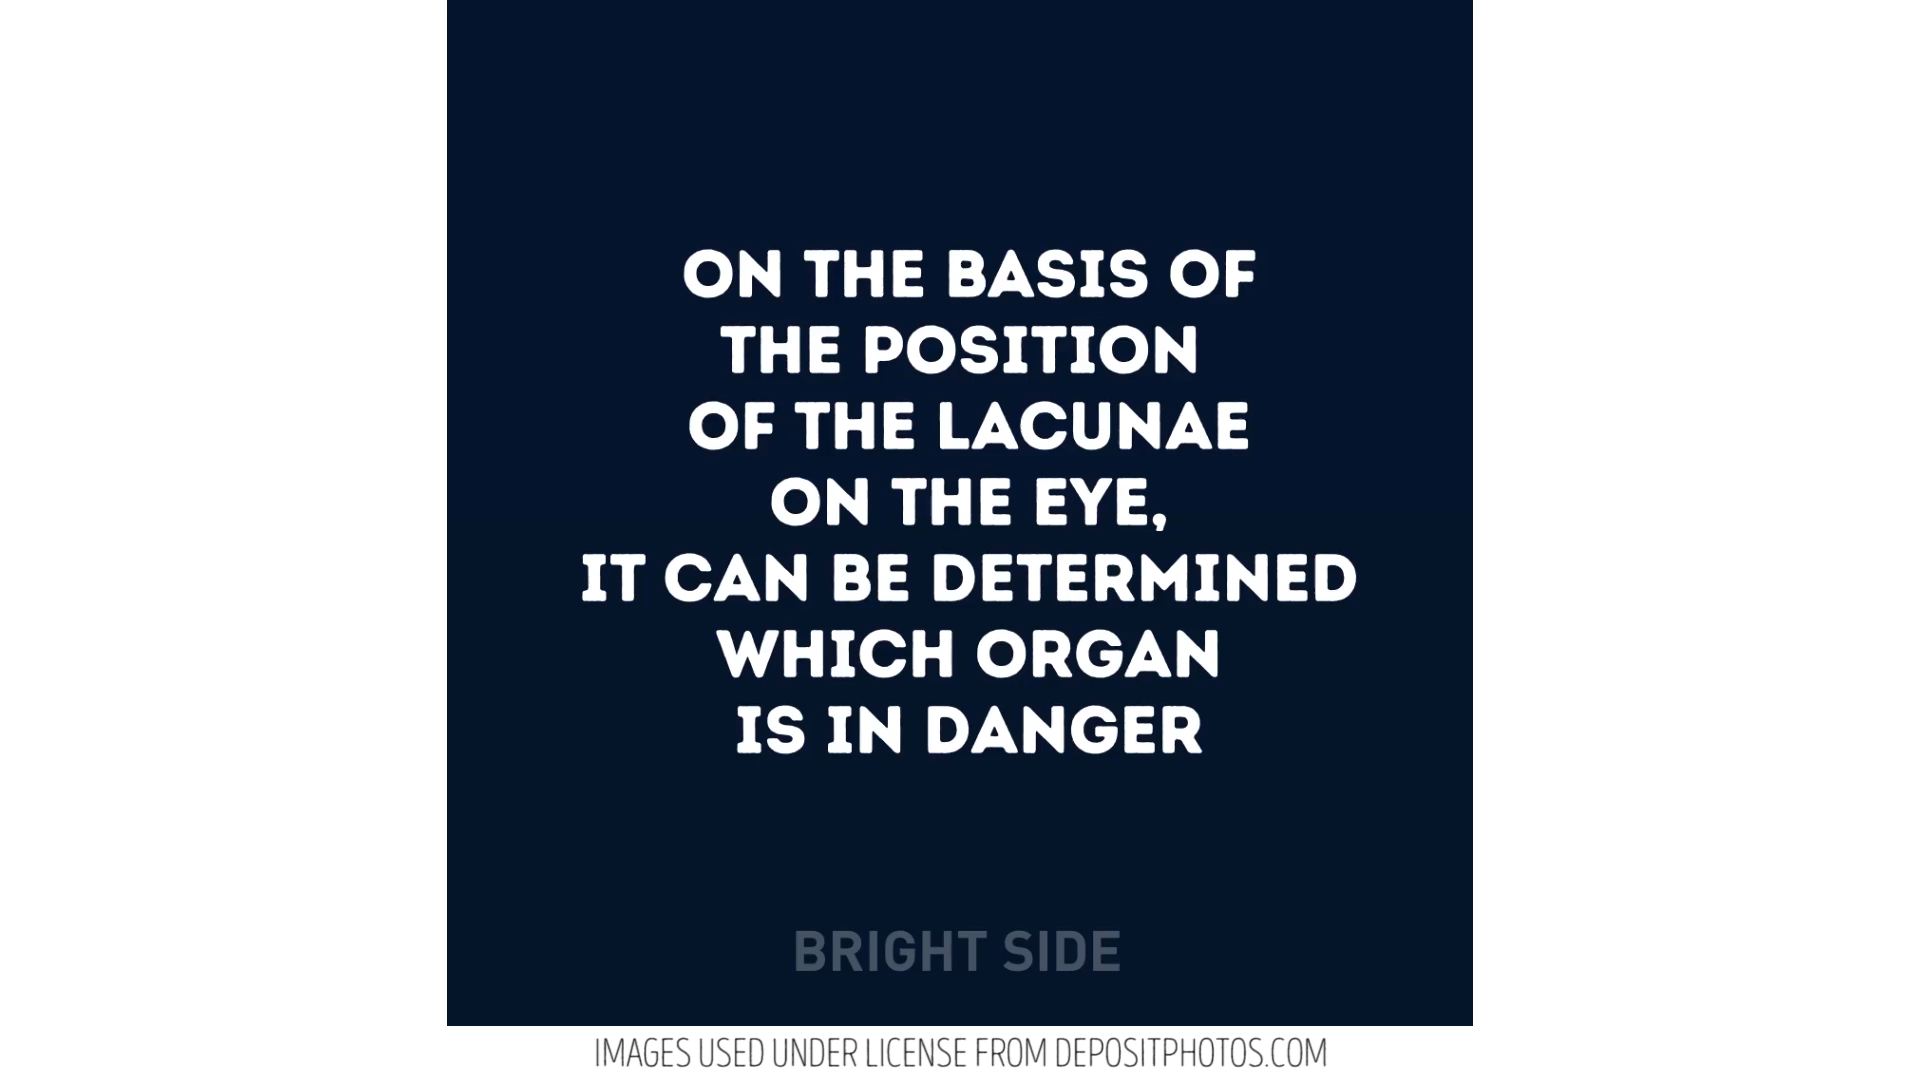 ON THE BASIS OF
THE POSITION
OF THE LACUNAE
ON THE EYE,
IT CAN BE DETERMINED
WHICH ORGAN
IS IN DANGER
BRIGHT SIDE
IMAGES USED UNDER LICENSE FROM DEPOSITPHOTOS.COM